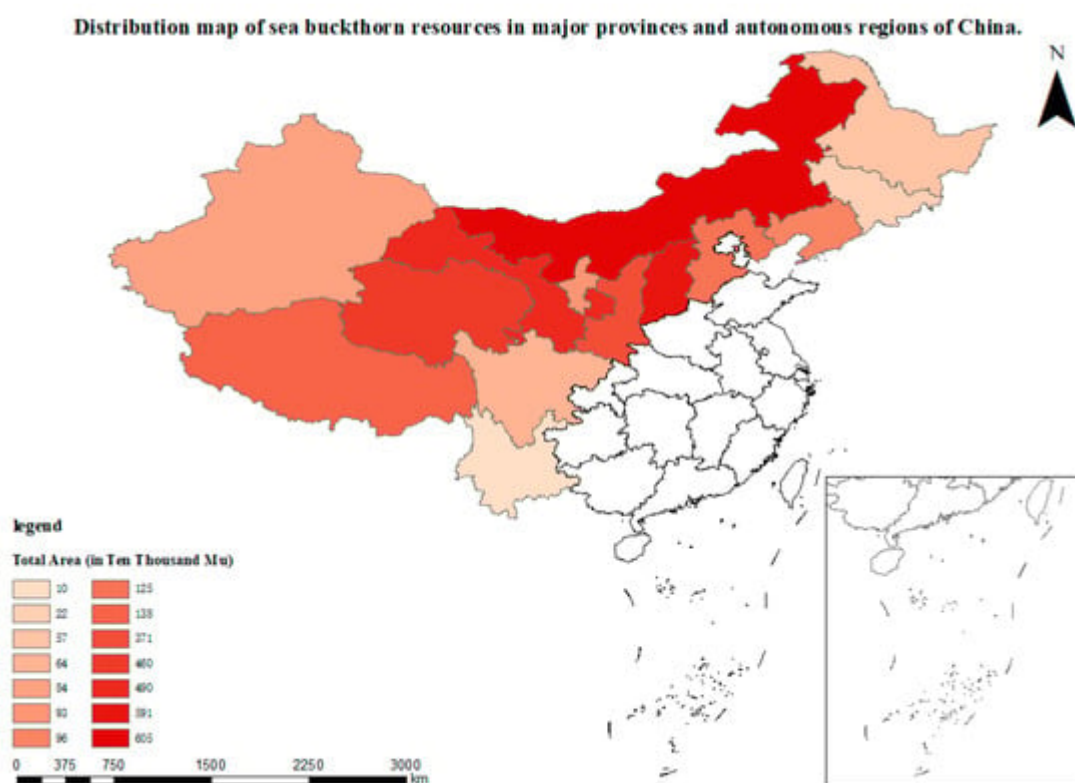 Distribution map of sea buckthorn resources in major provinces and autonomous regions of China.
N
legend
Total Area (in Ten Thousand Mu)
10 125
22 138
57 371
64 460
84 490
93 591
96 605
0 375 750 1500 2250 3000
km